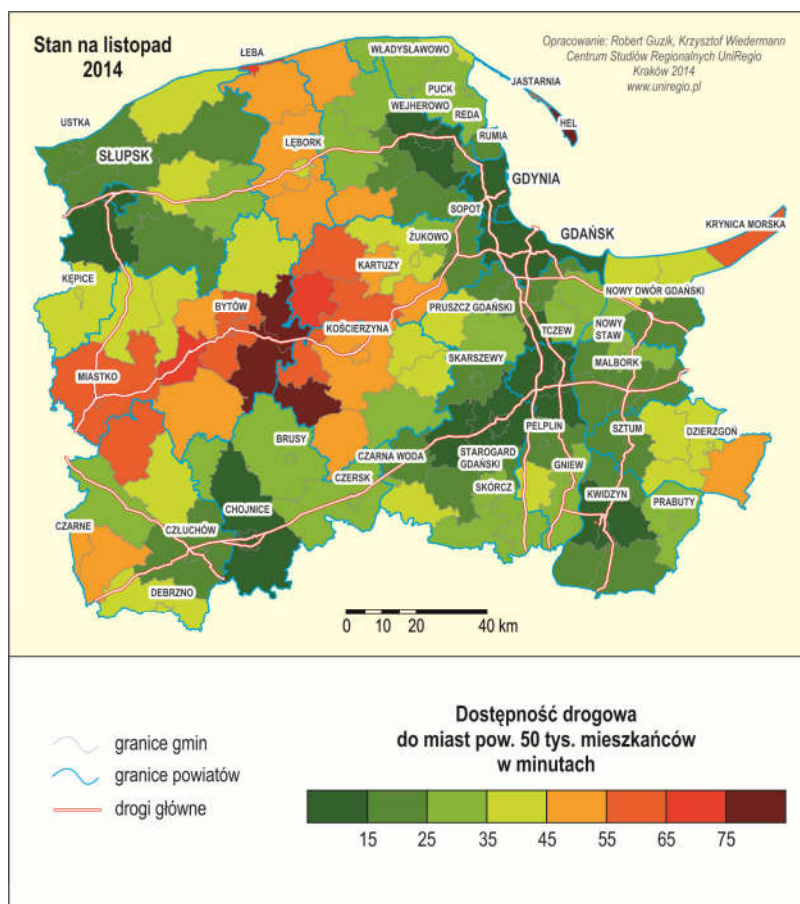 Stan na listopad
2014
Opracowanie: Robert Guzik, Krzysztof Wiedermann
Centrum Studiów Regionalnych UniRegio
Kraków 2014
www.uniregio.pl
ŁEBA
WŁADYSŁAWOWO
JASTARNIA
PUCK
USTKA
WEJHEROWO
REDA
HEL
RUMIA
LĘBORK
SŁUPSK
GDYNIA
SOPOT
KRYNICA MORSKA
GDAŃSK
ŻUKOWO
KARTUZY
KĘPICE
NOWY DWÓR GDAŃSKI
BYTÓW
PRUSZCZ GDAŃSKI
KOŚCIERZYNA
NOWY
STAW
TCZEW
SKARSZEWY
MALBORK
MIASTKO
PELPLIN
SZTUM
DZIERZGOŃ
BRUSY
CZARNA WODA
STAROGARD
GDAŃSKI
GNIEW
CZERSK
SKÓRCZ
KWIDZYN
PRABUTY
CHOJNICE
CZARNE
CZŁUCHÓW
DEBRZNO
0 10 20 40 km
Dostępność drogowa
do miast pow. 50 tys. mieszkańców
w minutach
granice gmin
granice powiatów
drogi główne
15 25 35 45 55 65 75